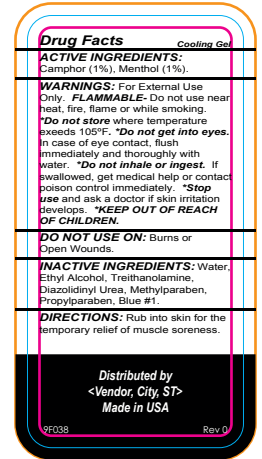 Drug Facts Cooling Gel
ACTIVE INGREDIENTS:
Camphor (1%), Menthol (1%).
WARNINGS: For External Use
Only. FLAMMABLE- Do not use near
heat, fire, flame or while smoking.
*Do not store where temperature
exeeds 105ºF. *Do not get into eyes.
In case of eye contact, flush
immediately and thoroughly with
water. *Do not inhale or ingest. If
swallowed, get medical help or contact
poison control immediately. *Stop
use and ask a doctor if skin irritation
develops. *KEEP OUT OF REACH
OF CHILDREN.
DO NOT USE ON: Burns or
Open Wounds.
INACTIVE INGREDIENTS: Water,
Ethyl Alcohol, Treithanolamine,
Diazolidinyl Urea, Methylparaben,
Propylparaben, Blue #1.
DIRECTIONS: Rub into skin for the
temporary relief of muscle soreness.
Distributed by
<Vendor, City, ST>
Made in USA
9F038 Rev 0